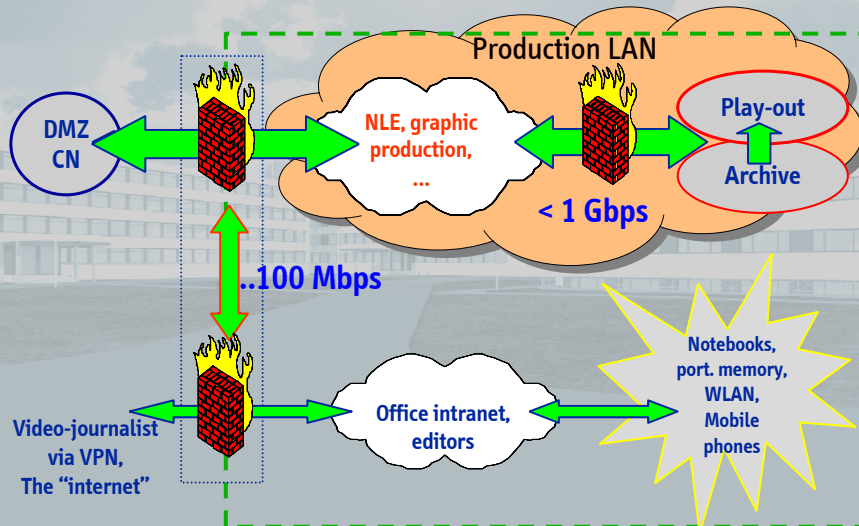 Production LAN
DMZ
CN
NLE, graphic
production,
...
Play-out
Archive
< 1 Gbps
..100 Mbps
Video-journalist
via VPN,
The “internet”
Office intranet,
editors
Notebooks,
port. memory,
WLAN,
Mobile
phones